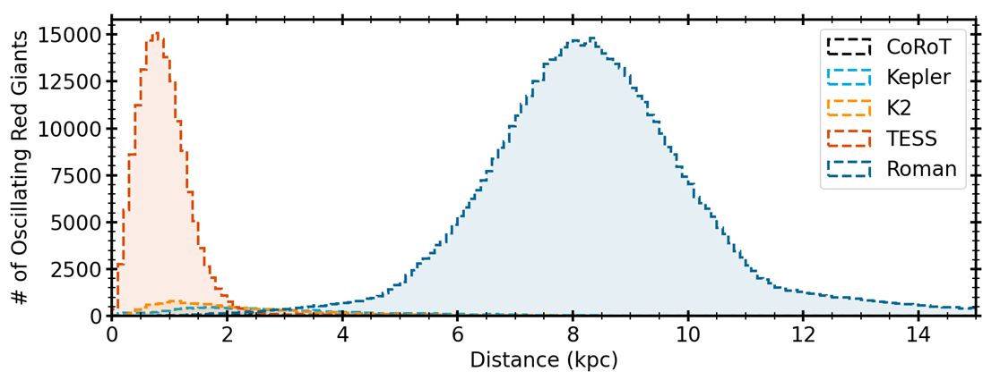 # of Oscillating Red Giants
15000
12500
10000
7500
5000
2500
0
0 2 4 6 8 10 12 14
Distance (kpc)
CoRoT
Kepler
K2
TESS
Roman